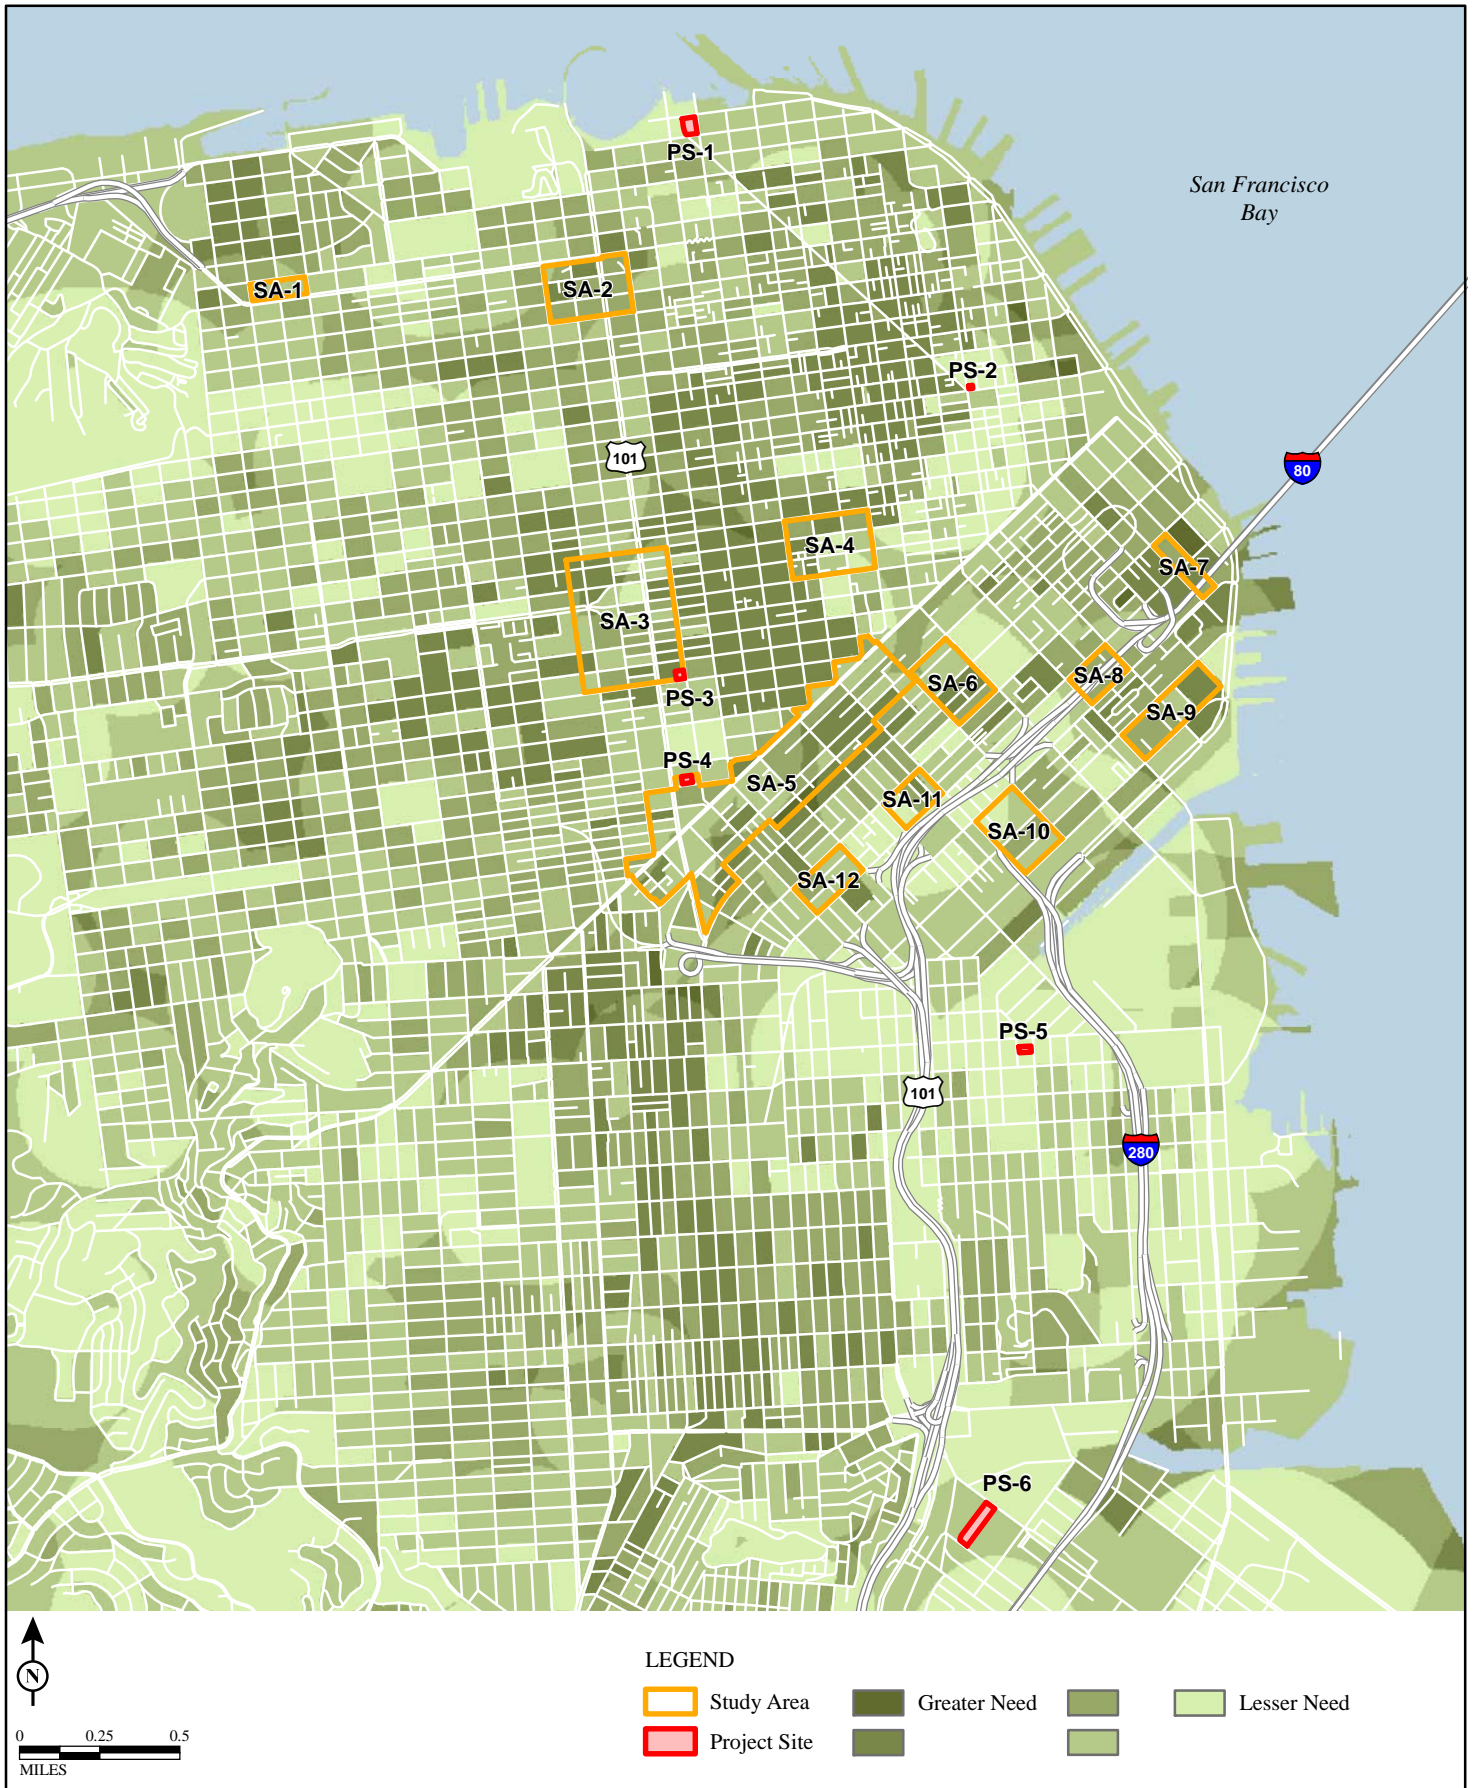 PS-1
San Francisco
Bay
SA-1
SA-2
PS-2
101
80
SA-4
SA-7
SA-3
SA-8
SA-6
PS-3
SA-9
PS-4
SA-5
SA-11
SA-10
SA-12
PS-5
101
280
PS-6
N
0 0.25 0.5
MILES
LEGEND
Study Area Greater Need Lesser Need
Project Site